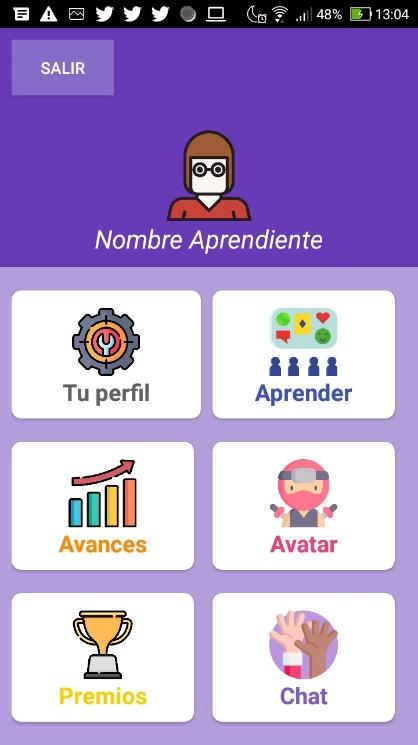 48% 13:04
SALIR
Nombre Aprendiente
Tu perfil
Aprender
Avances
Avatar
Premios
Chat